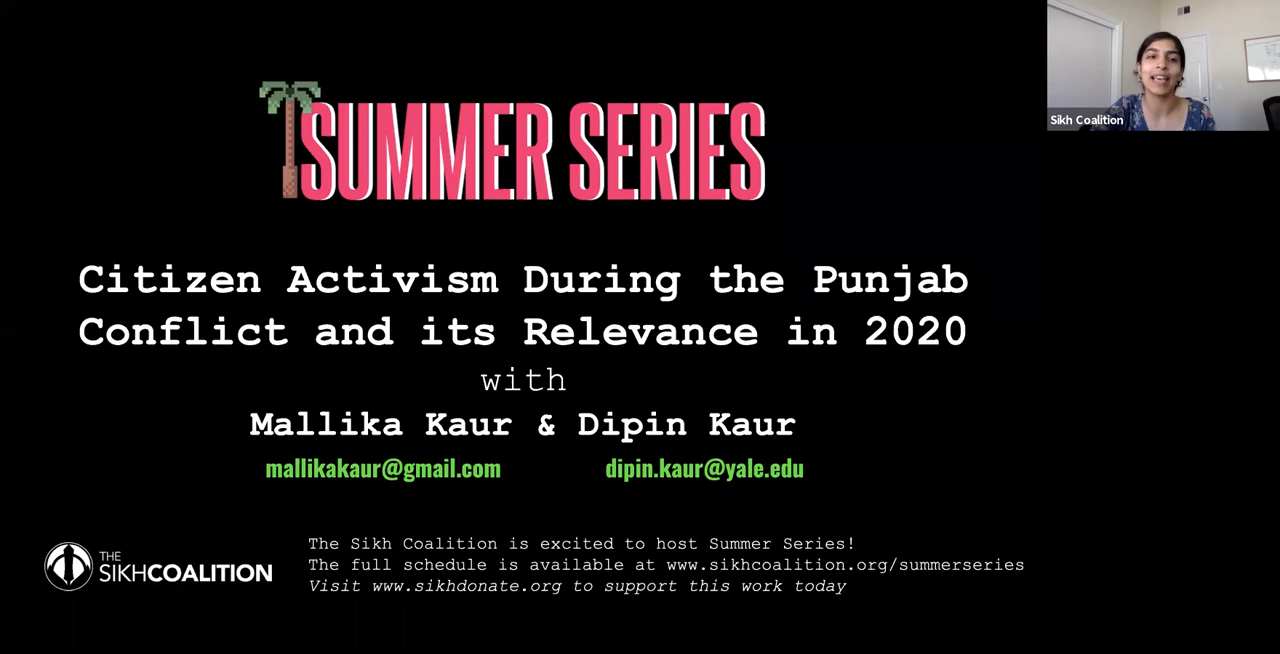 SUMMER SERIES
Sikh Coalition
Citizen Activism During the Punjab
Conflict and its Relevance in 2020
with
Mallika Kaur & Dipin Kaur
mallikakaur@gmail.com dipin.kaur@yale.edu
THE
SIKHCOALITION
The Sikh Coalition is excited to host Summer Series!
The full schedule is available at www.sikhcoalition.org/summerseries
Visit www.sikhdonate.org to support this work today